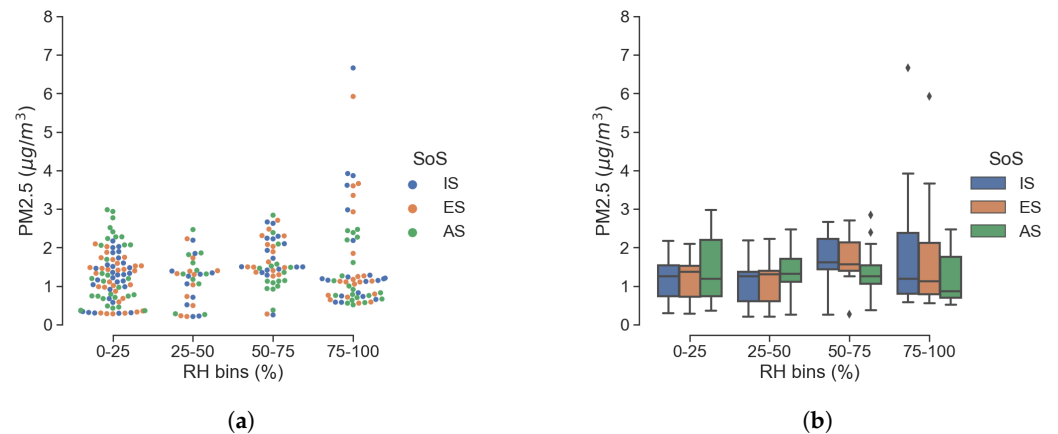 8
7
6
5
4
3
2
1
0
PM2.5 (μg/m³)
0-25 25-50 50-75 75-100
RH bins (%)
SoS
IS
ES
AS
(a)
8
7
6
5
4
3
2
1
0
PM2.5 (μg/m³)
0-25 25-50 50-75 75-100
RH bins (%)
SoS
IS
ES
AS
(b)